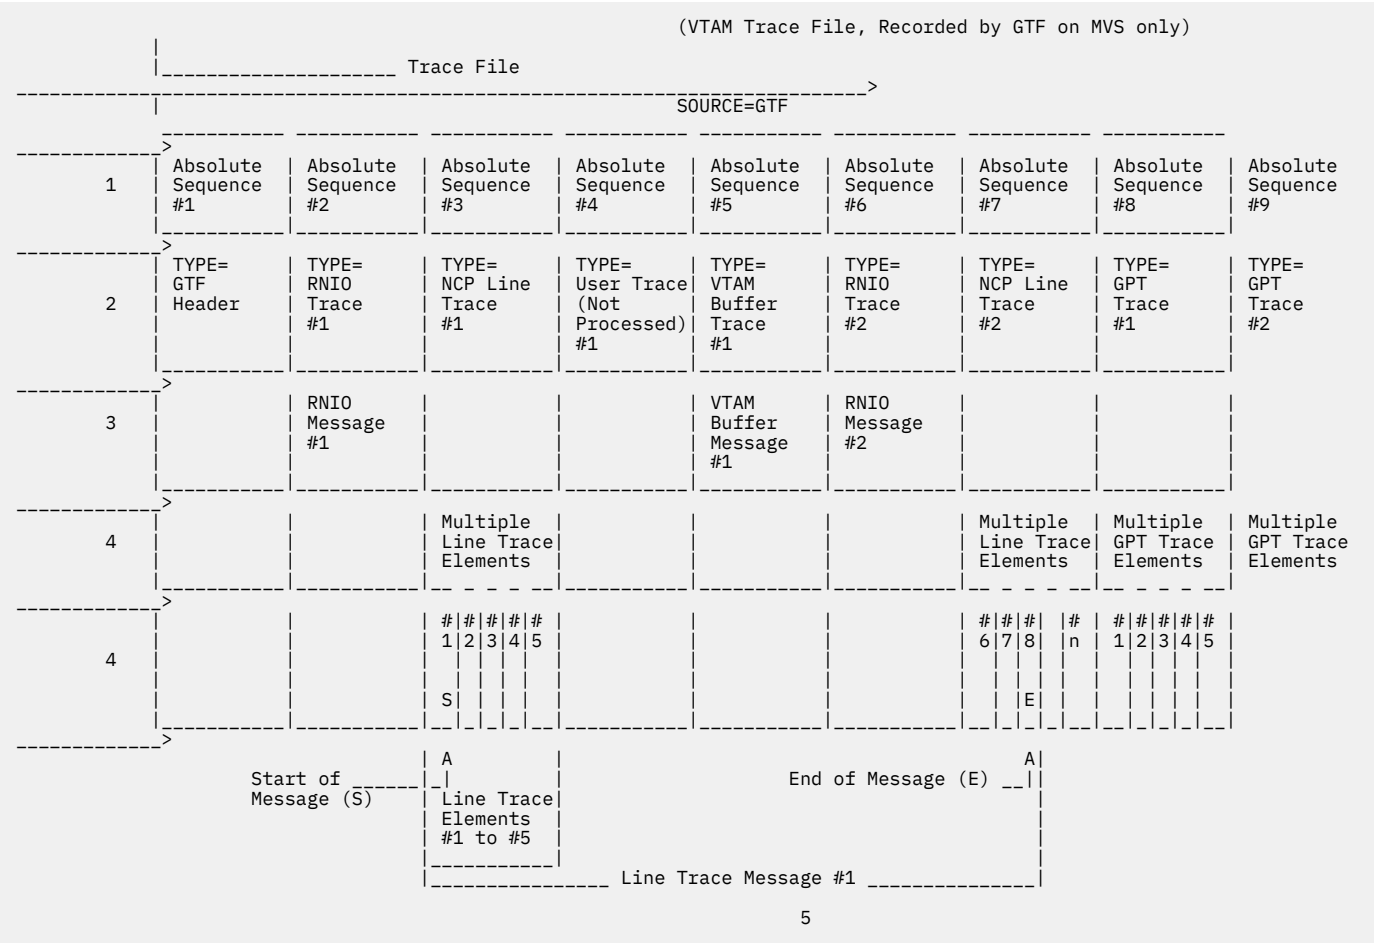 (VTAM Trace File, Recorded by GTF on MVS only)
Trace File
SOURCE=GTF
Absolute Absolute Absolute Absolute Absolute Absolute Absolute Absolute Absolute
1 Sequence Sequence Sequence Sequence Sequence Sequence Sequence Sequence Sequence
#1 #2 #3 #4 #5 #6 #7 #8 #9
TYPE= TYPE= TYPE= TYPE= TYPE= TYPE= TYPE= TYPE= TYPE=
GTF RNIO NCP Line User Trace VTAM RNIO NCP Line GPT GPT
2 Header Trace Trace (Not Buffer Trace Trace Trace Trace
#1 #1 Processed) Trace #2 #2 #1 #2
#1 #1
RNIO VTAM RNIO
3 Message Buffer Message
#1 Message #2
#1
Multiple Multiple Multiple Multiple
4 Line Trace Line Trace GPT Trace GPT Trace
Elements Elements Elements Elements
#|#|#|#|# #|#|#| |# #|#|#|#|#
1|2|3|4|5 6|7|8| |n 1|2|3|4|5
4
S E
A A
Start of End of Message (E)
Message (S) Line Trace
Elements
#1 to #5
Line Trace Message #1
5